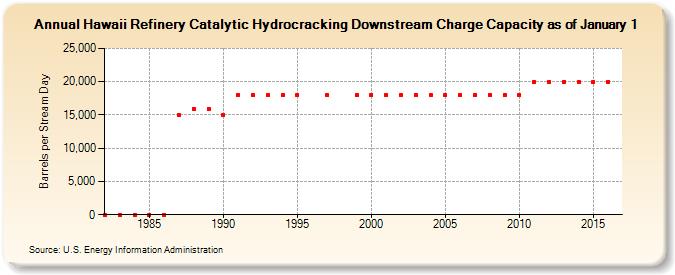 Annual Hawaii Refinery Catalytic Hydrocracking Downstream Charge Capacity as of January 1
Barrels per Stream Day
25,000
20,000
15,000
10,000
5,000
0
1985 1990 1995 2000 2005 2010 2015
Source: U.S. Energy Information Administration